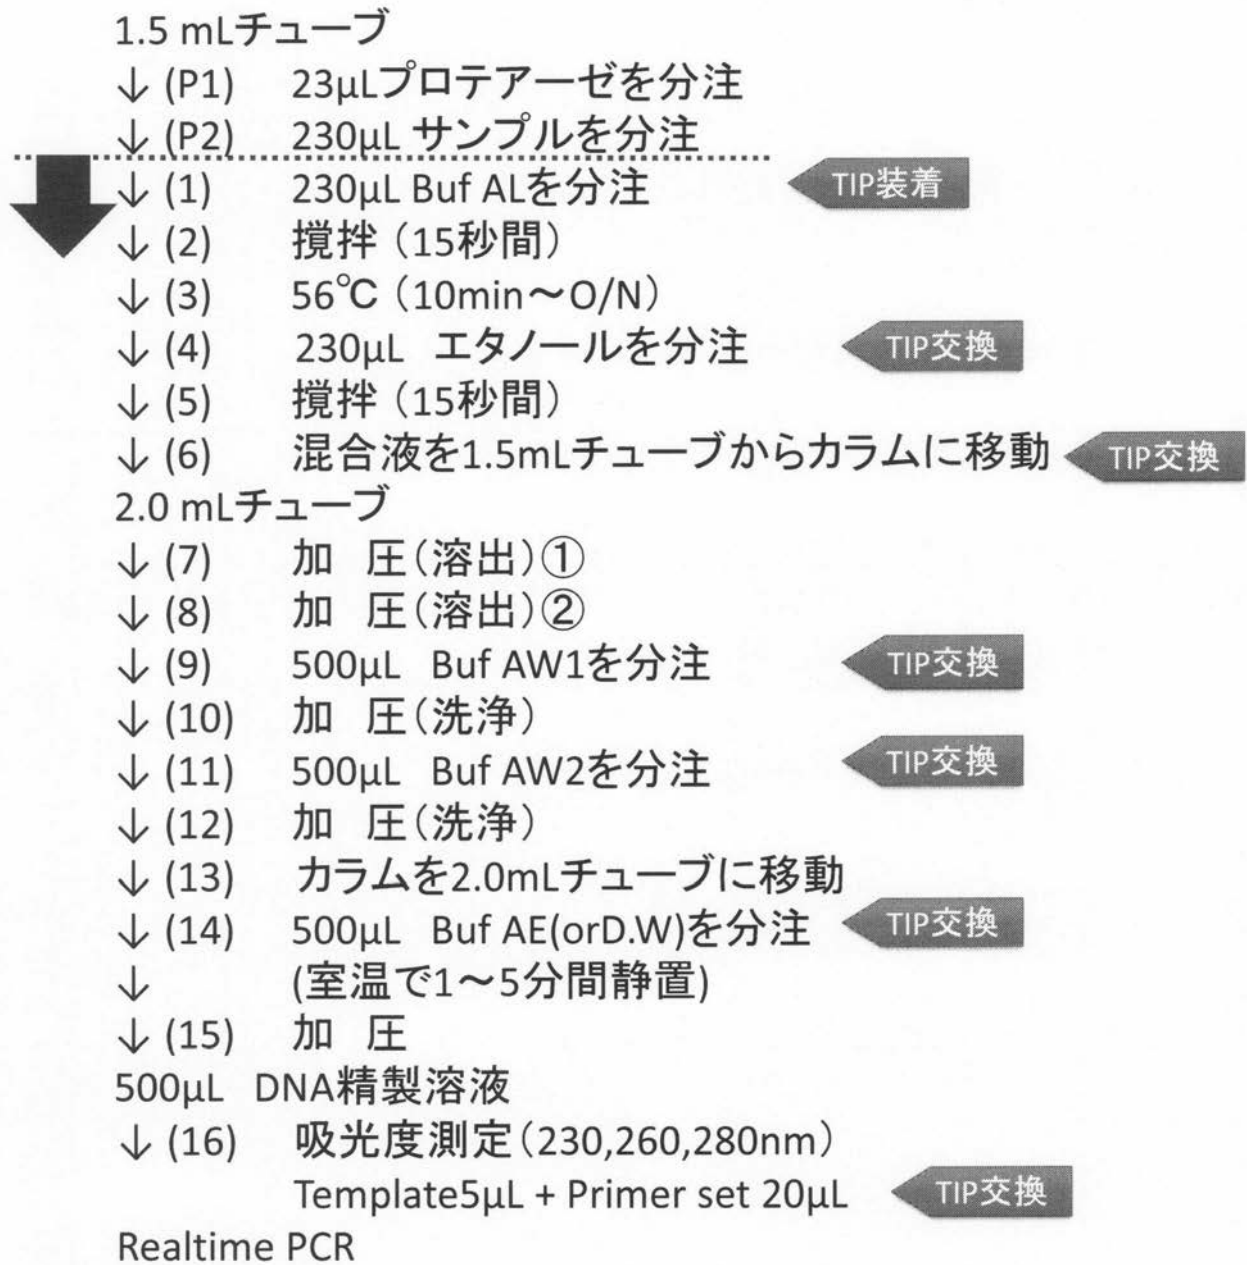 1.5 mLチューブ
↓ (P1) 23μLプロテアーゼを分注
↓ (P2) 230μL サンプルを分注
↓ (1) 230μL Buf ALを分注 TIP装着
↓ (2) 撹拌（15秒間）
↓ (3) 56℃（10min～O/N）
↓ (4) 230μL エタノールを分注 TIP交換
↓ (5) 撹拌（15秒間）
↓ (6) 混合液を1.5mLチューブからカラムに移動 TIP交換
2.0 mLチューブ
↓ (7) 加 圧（溶出）①
↓ (8) 加 圧（溶出）②
↓ (9) 500μL Buf AW1を分注 TIP交換
↓ (10) 加 圧（洗浄）
↓ (11) 500μL Buf AW2を分注 TIP交換
↓ (12) 加 圧（洗浄）
↓ (13) カラムを2.0mLチューブに移動
↓ (14) 500μL Buf AE(orD.W)を分注 TIP交換
↓ (室温で1～5分間静置)
↓ (15) 加 圧
500μL DNA精製溶液
↓ (16) 吸光度測定（230,260,280nm）
Template5μL + Primer set 20μL TIP交換
Realtime PCR